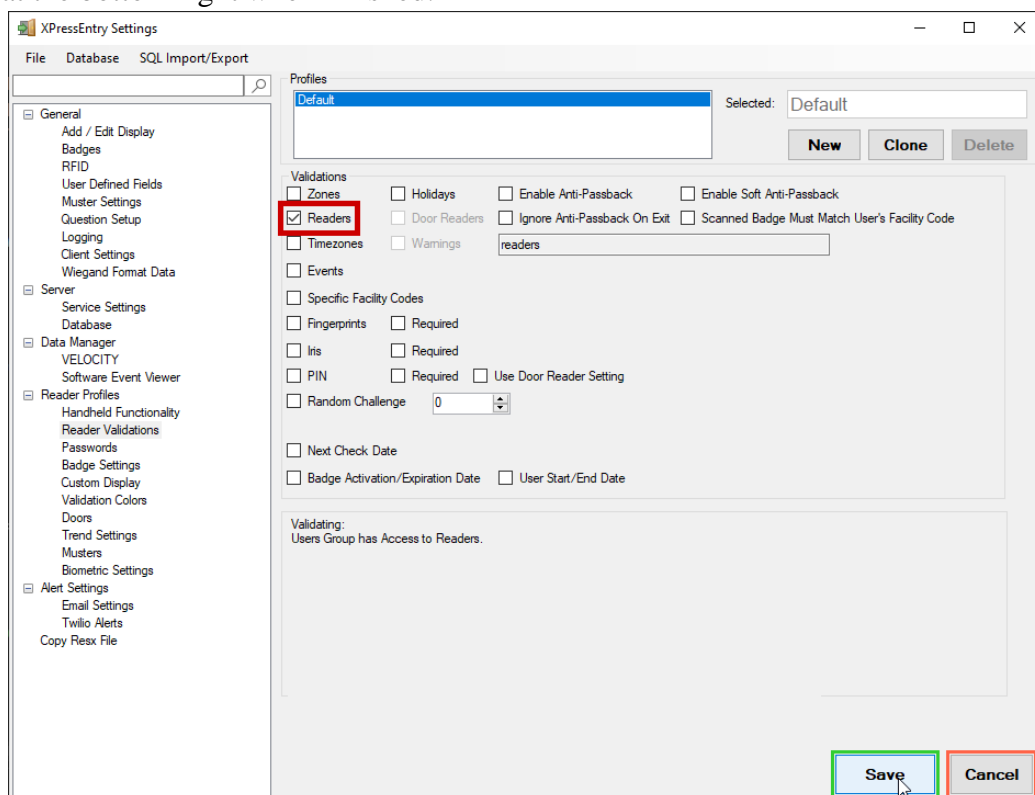 XPressEntry Settings
File Database SQL Import/Export
General
Add / Edit Display
Badges
RFID
User Defined Fields
Muster Settings
Question Setup
Logging
Client Settings
Wiegand Format Data
Server
Service Settings
Database
Data Manager
VELOCITY
Software Event Viewer
Reader Profiles
Handheld Functionality
Reader Validations
Passwords
Badge Settings
Custom Display
Validation Colors
Doors
Trend Settings
Musters
Biometric Settings
Alert Settings
Email Settings
Twilio Alerts
Copy Resx File
Profiles
Default
Selected: Default
New Clone Delete
Validations
Zones Holidays Enable Anti-Passback Enable Soft Anti-Passback
Readers Door Readers Ignore Anti-Passback On Exit Scanned Badge Must Match User's Facility Code
Timezones Warnings readers
Events
Specific Facility Codes
Fingerprints Required
Iris Required
PIN Required Use Door Reader Setting
Random Challenge 0
Next Check Date
Badge Activation/Expiration Date User Start/End Date
Validating:
Users Group has Access to Readers.
Save Cancel